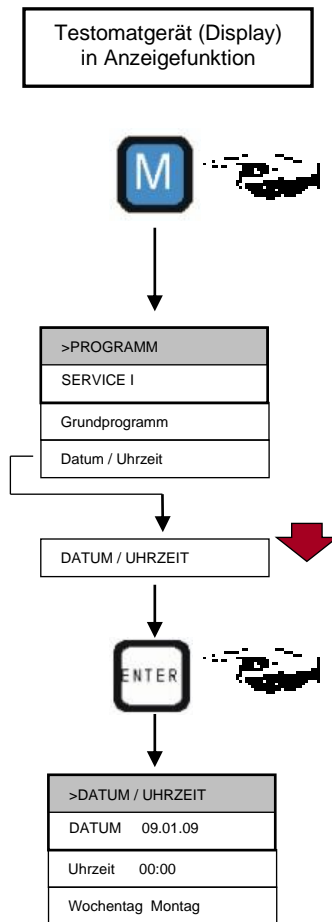 Testomatgerät (Display)
in Anzeigefunktion
M
>PROGRAMM
SERVICE I
Grundprogramm
Datum / Uhrzeit
DATUM / UHRZEIT
ENTER
>DATUM / UHRZEIT
DATUM 09.01.09
Uhrzeit 00:00
Wochentag Montag